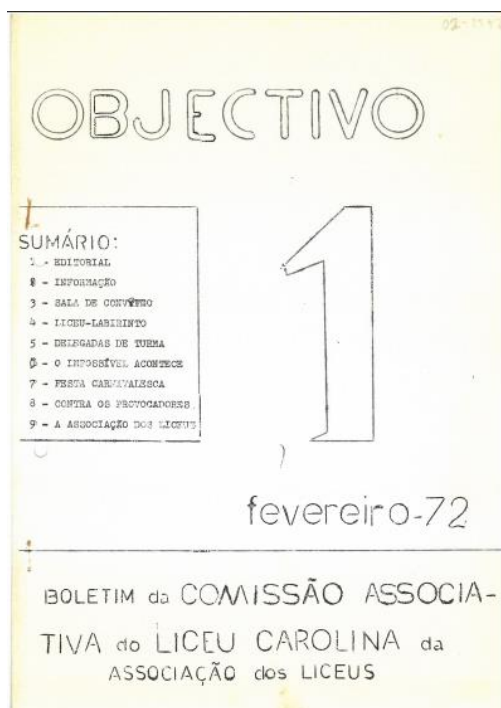 OBJECTIVO
1
SUMÁRIO:
1 - EDITORIAL
2 - INFORMAÇÃO
3 - SALA DE CONVÍVIO
4 - LICEU-LABIRINTO
5 - DELEGADAS DE TURMA
6 - O IMPOSSÍVEL ACONTECE
7 - FESTA CARNAVALESCA
8 - CONTRA OS PROVOCADORES
9 - A ASSOCIAÇÃO DOS LICEUS
fevereiro-72
BOLETIM da COMISSÃO ASSOCIA-
TIVA do LICEU CAROLINA da
ASSOCIAÇÃO dos LICEUS